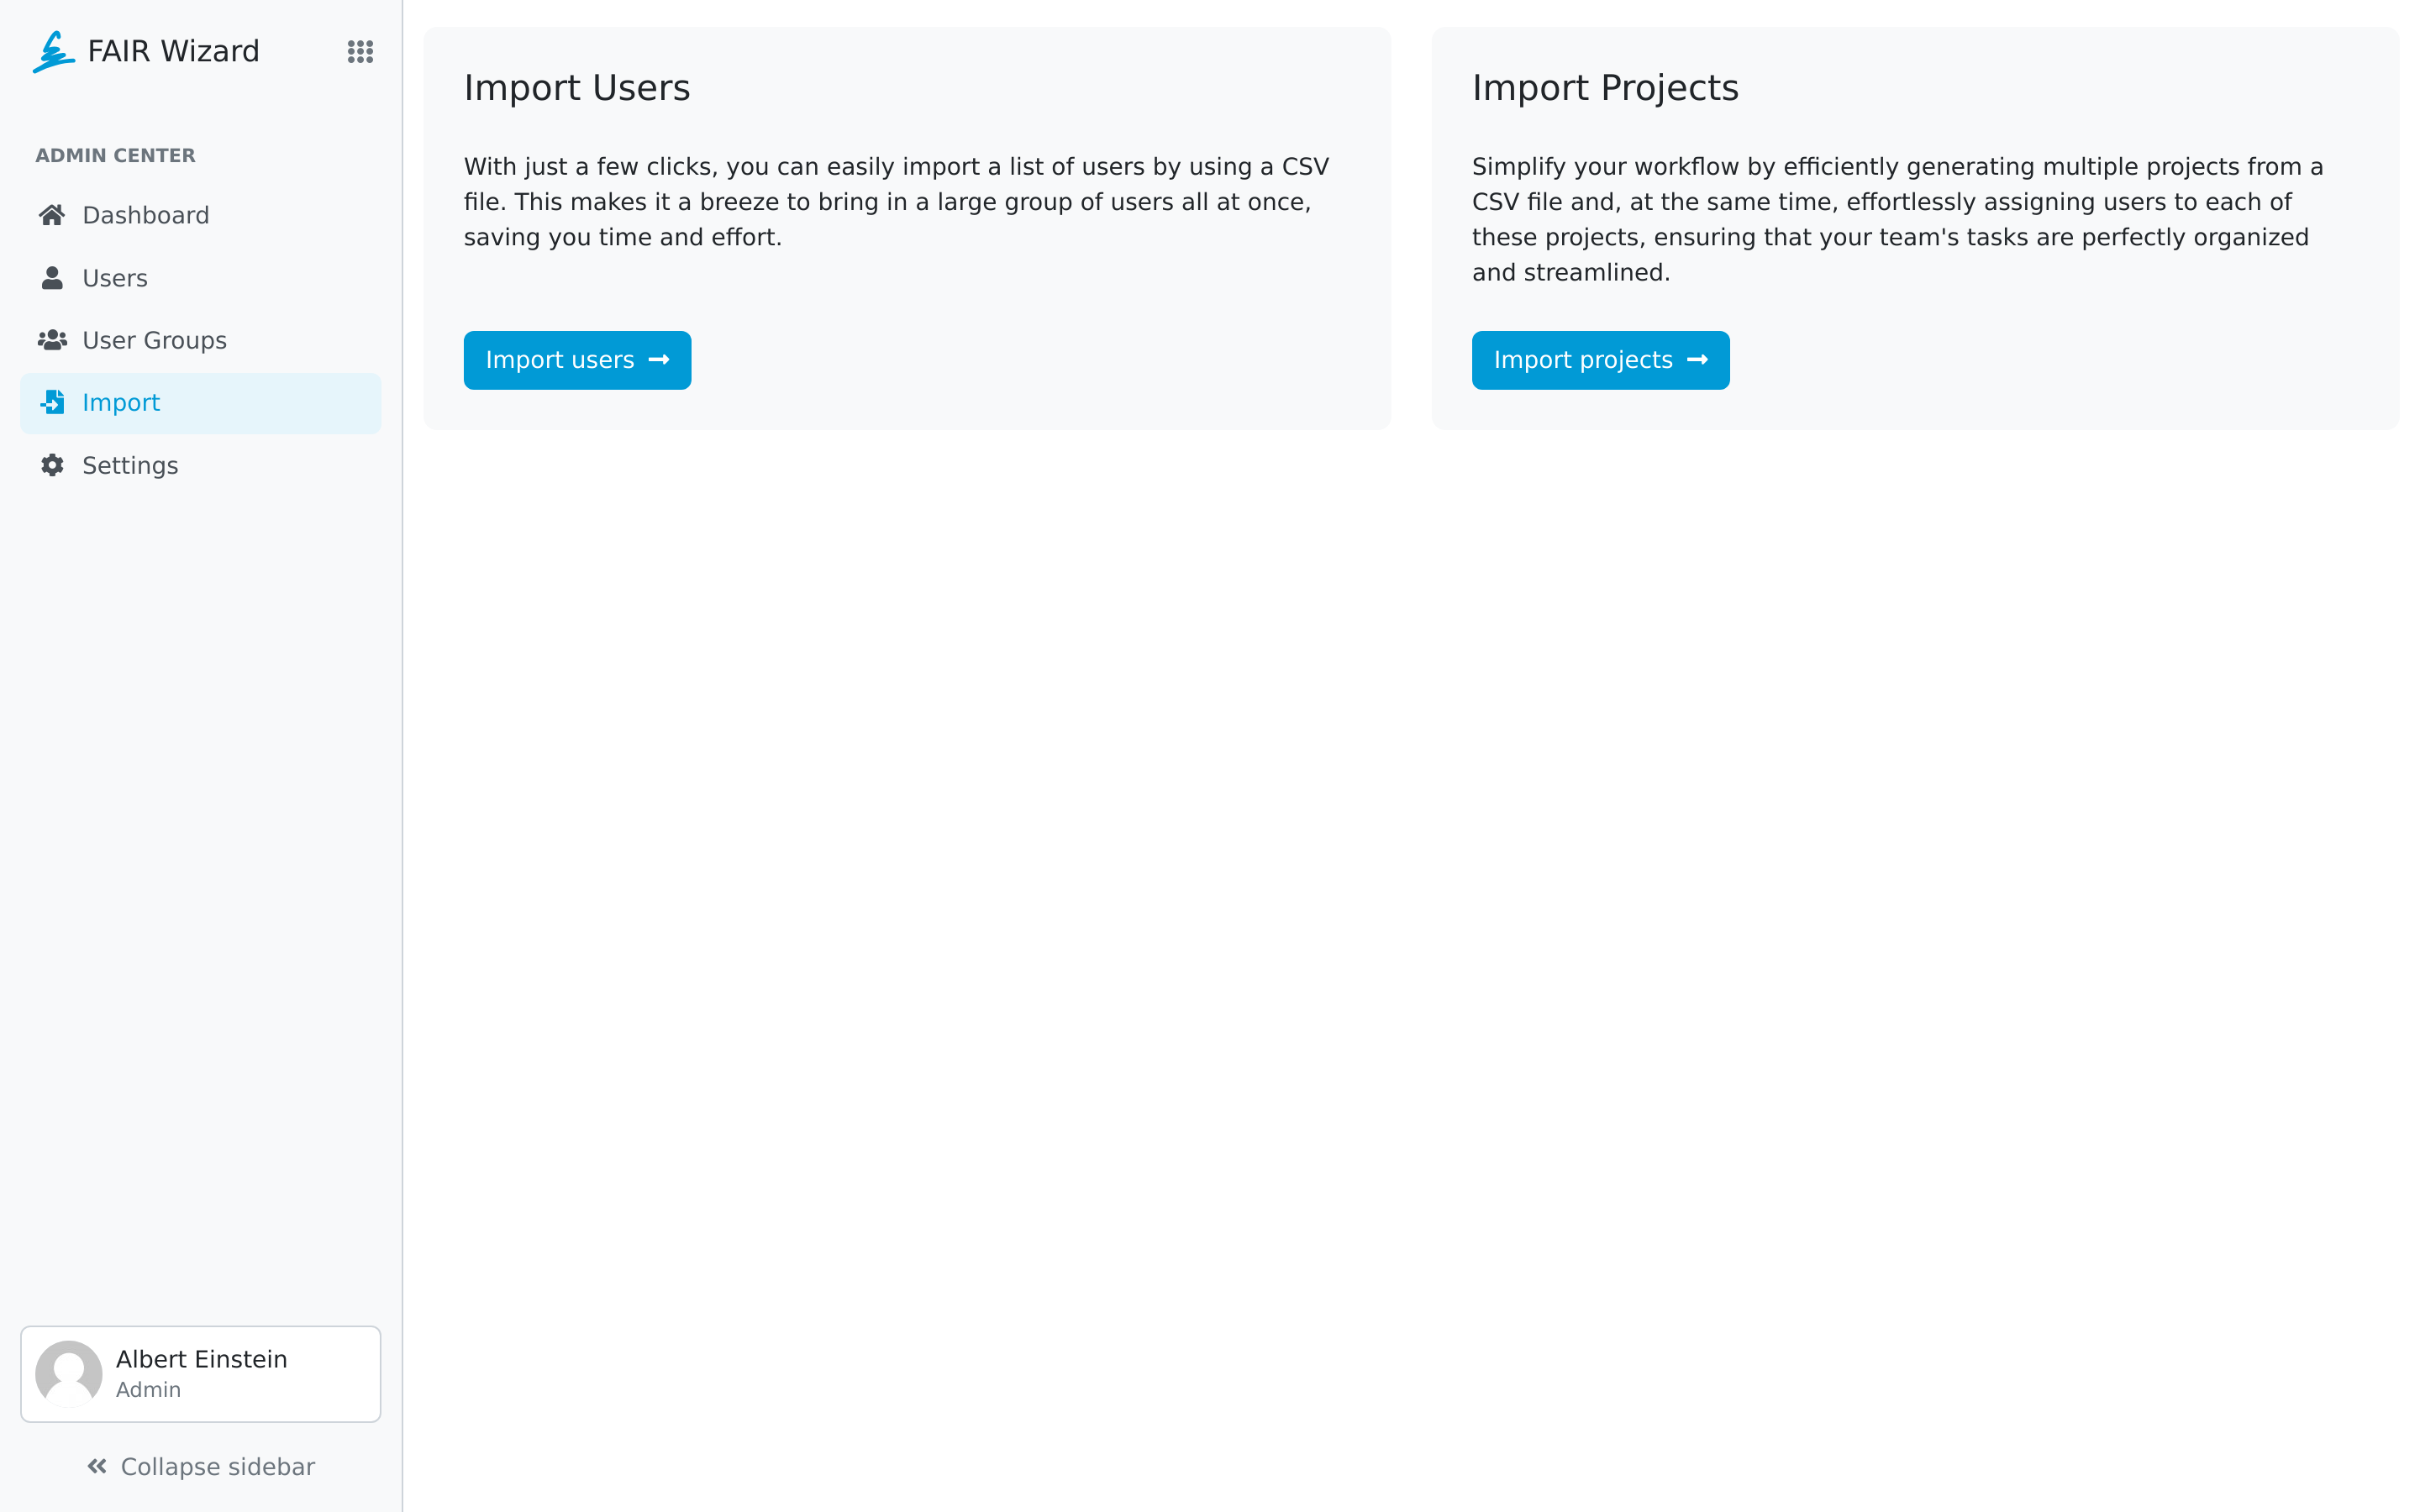 FAIR Wizard
ADMIN CENTER
Dashboard
Users
User Groups
Import
Settings
Albert Einstein
Admin
Collapse sidebar
Import Users
With just a few clicks, you can easily import a list of users by using a CSV
file. This makes it a breeze to bring in a large group of users all at once,
saving you time and effort.
Import users
Import Projects
Simplify your workflow by efficiently generating multiple projects from a
CSV file and, at the same time, effortlessly assigning users to each of
these projects, ensuring that your team's tasks are perfectly organized
and streamlined.
Import projects